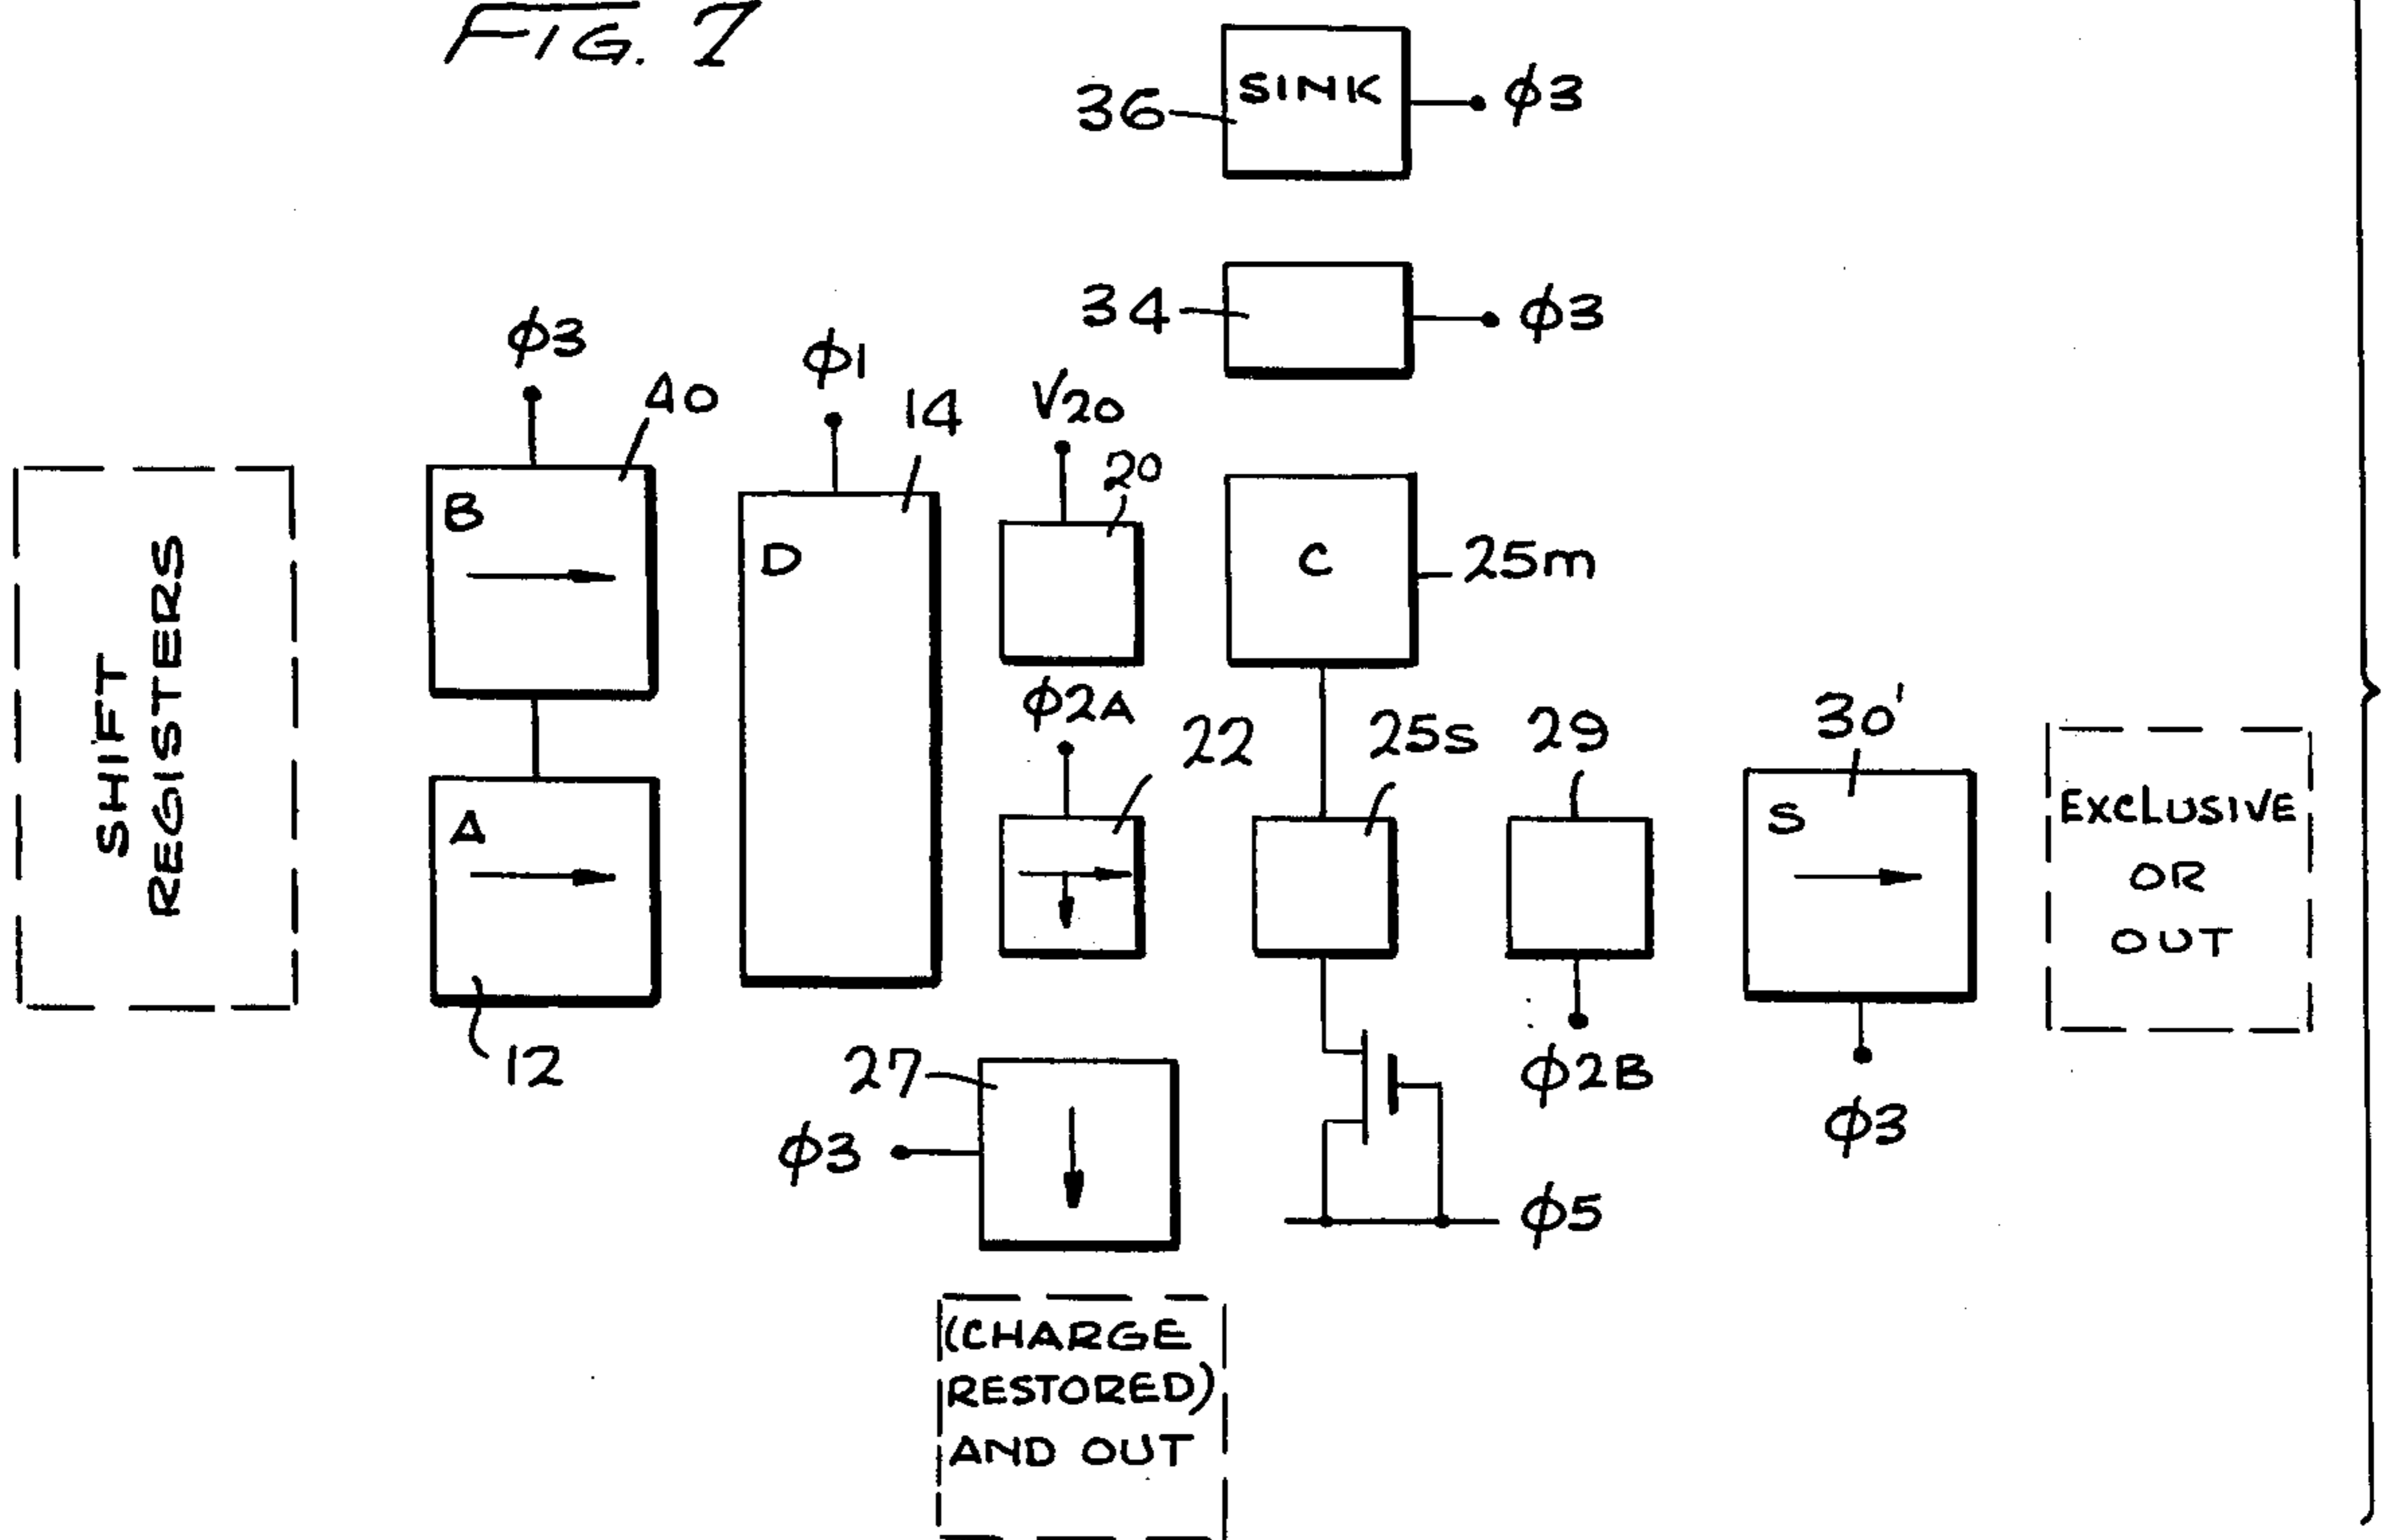 FIG. 7
SINK
36
ϕ3
34
ϕ3
ϕ3
40
B
ϕ1
14
D
V20
20
C
25m
SHIFT
REGISTERS
A
12
ϕ2A
22
25s
29
30'
S
EXCLUSIVE
OR
OUT
27
ϕ3
ϕ2B
ϕ3
ϕ5
(CHARGE
RESTORED)
AND OUT